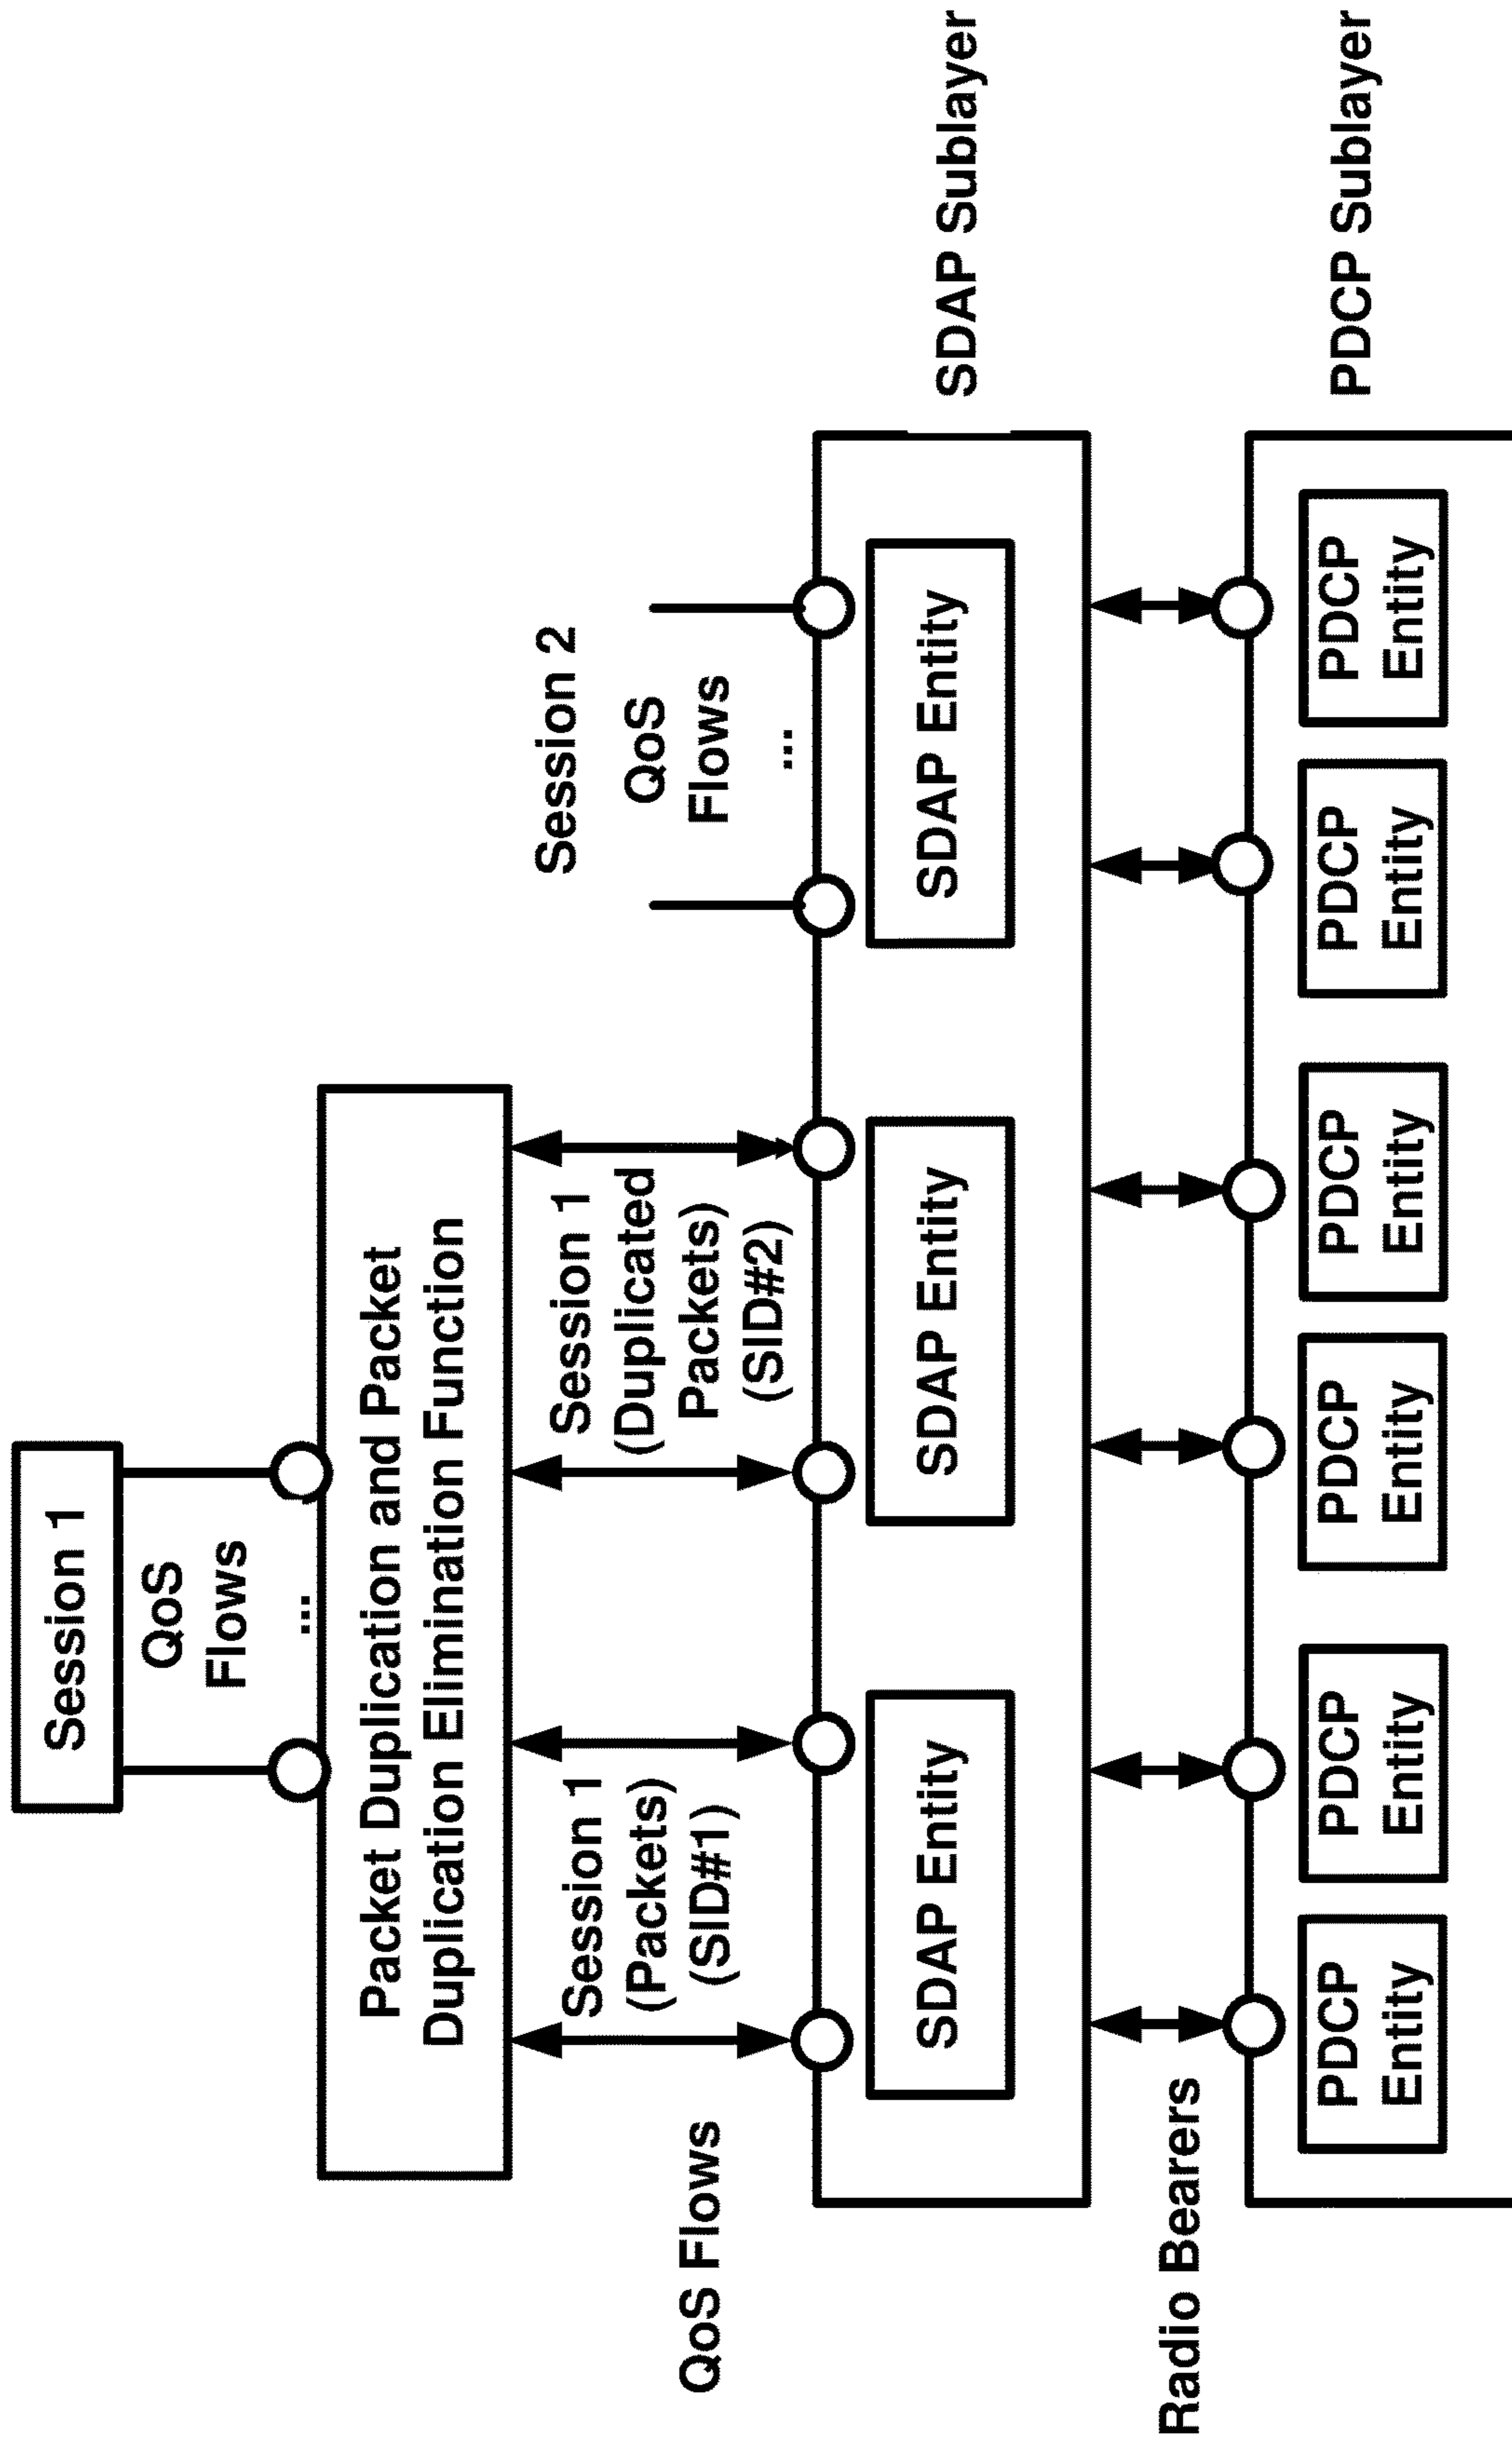 Session 1
QoS
Flows
...
Packet Duplication and Packet
Duplication Elimination Function
Session 2
QoS
Flows
...
QoS Flows
Session 1
(Packets)
(SID#1)
Session 1
(Duplicated
Packets)
(SID#2)
SDAP Entity
SDAP Entity
SDAP Entity
SDAP Sublayer
Radio Bearers
PDCP
Entity
PDCP
Entity
PDCP
Entity
PDCP
Entity
PDCP
Entity
PDCP
Entity
PDCP Sublayer